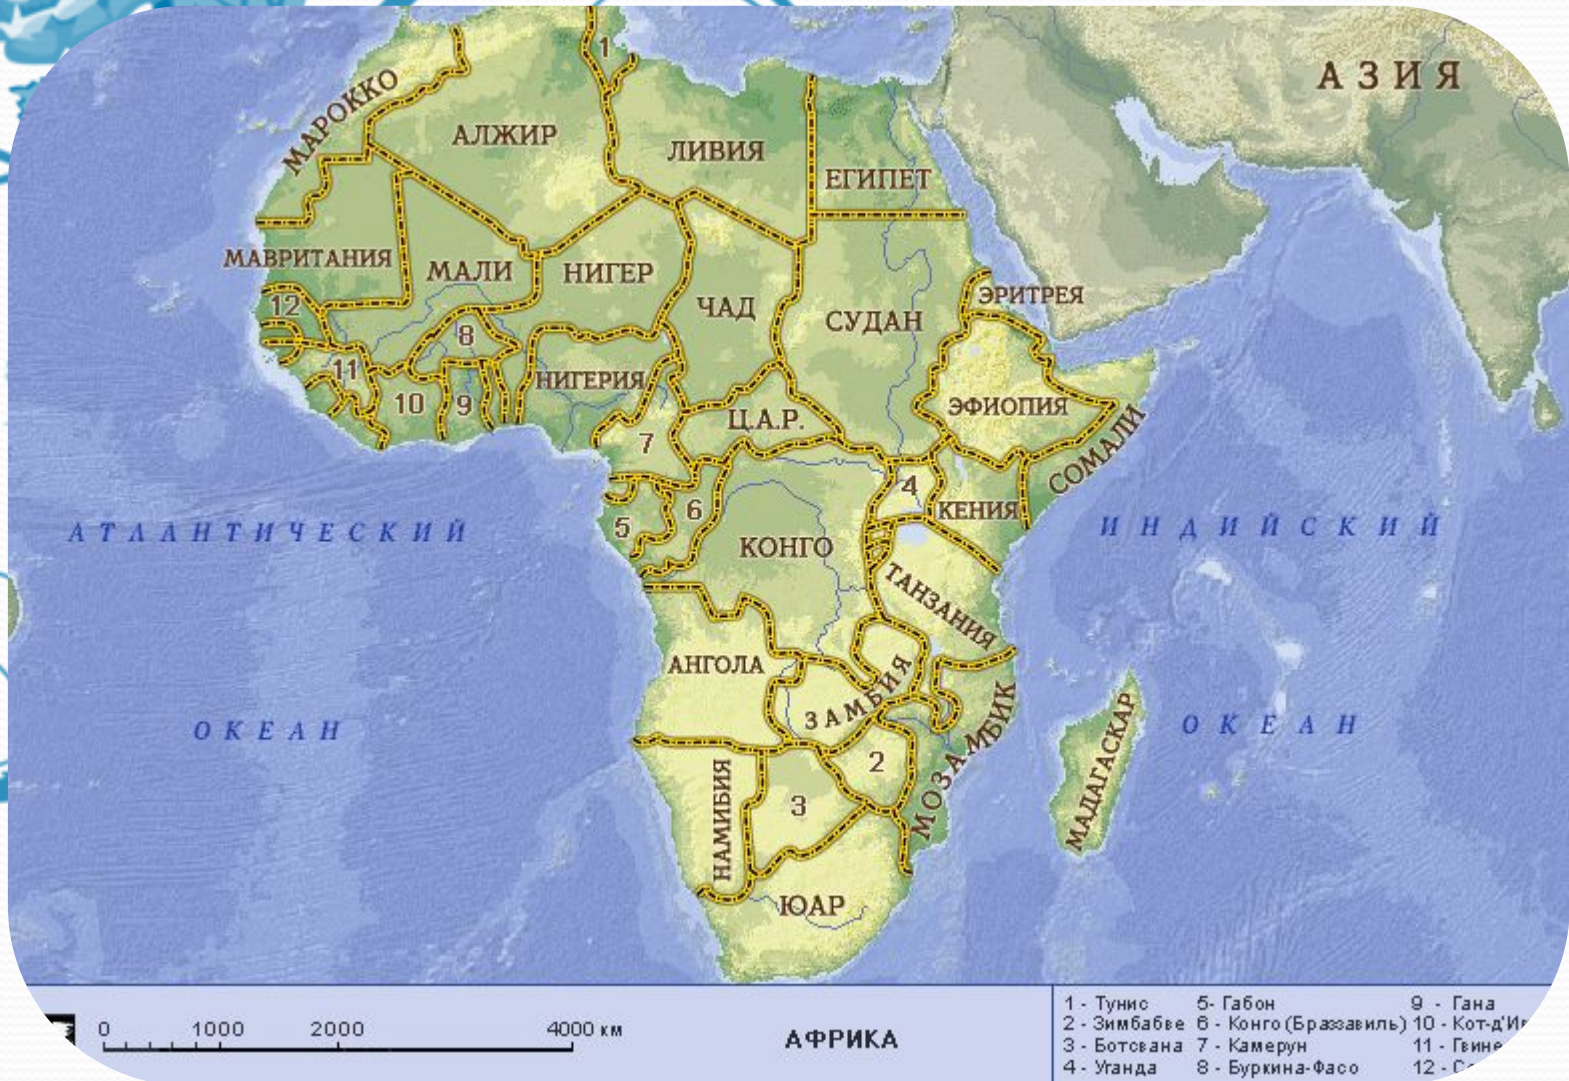 АЗИЯ
1
МАРОККО
АЛЖИР
ЛИВИЯ
ЕГИПЕТ
МАВРИТАНИЯ
МАЛИ
НИГЕР
ЧАД
СУДАН
ЭРИТРЕЯ
12
8
11
10
9
НИГЕРИЯ
Ц.А.Р.
ЭФИОПИЯ
СОМАЛИ
7
4
КЕНИЯ
5
6
КОНГО
АТЛАНТИЧЕСКИЙ
ИНДИЙСКИЙ
ТАНЗАНИЯ
АНГОЛА
ЗАМБИЯ
МОЗАМБИК
ОКЕАН
ОКЕАН
МАДАГАСКАР
НАМИБИЯ
2
3
ЮАР
0 1000 2000 4000 км
АФРИКА
1 - Тунис 5- Габон 9 - Гана
2 - Зимбабве 6 - Конго (Браззавиль) 10 -
3 - Ботсвана 7 - Камерун 11 -
4 - Уганда 8 - Буркина-Фасо 12 -